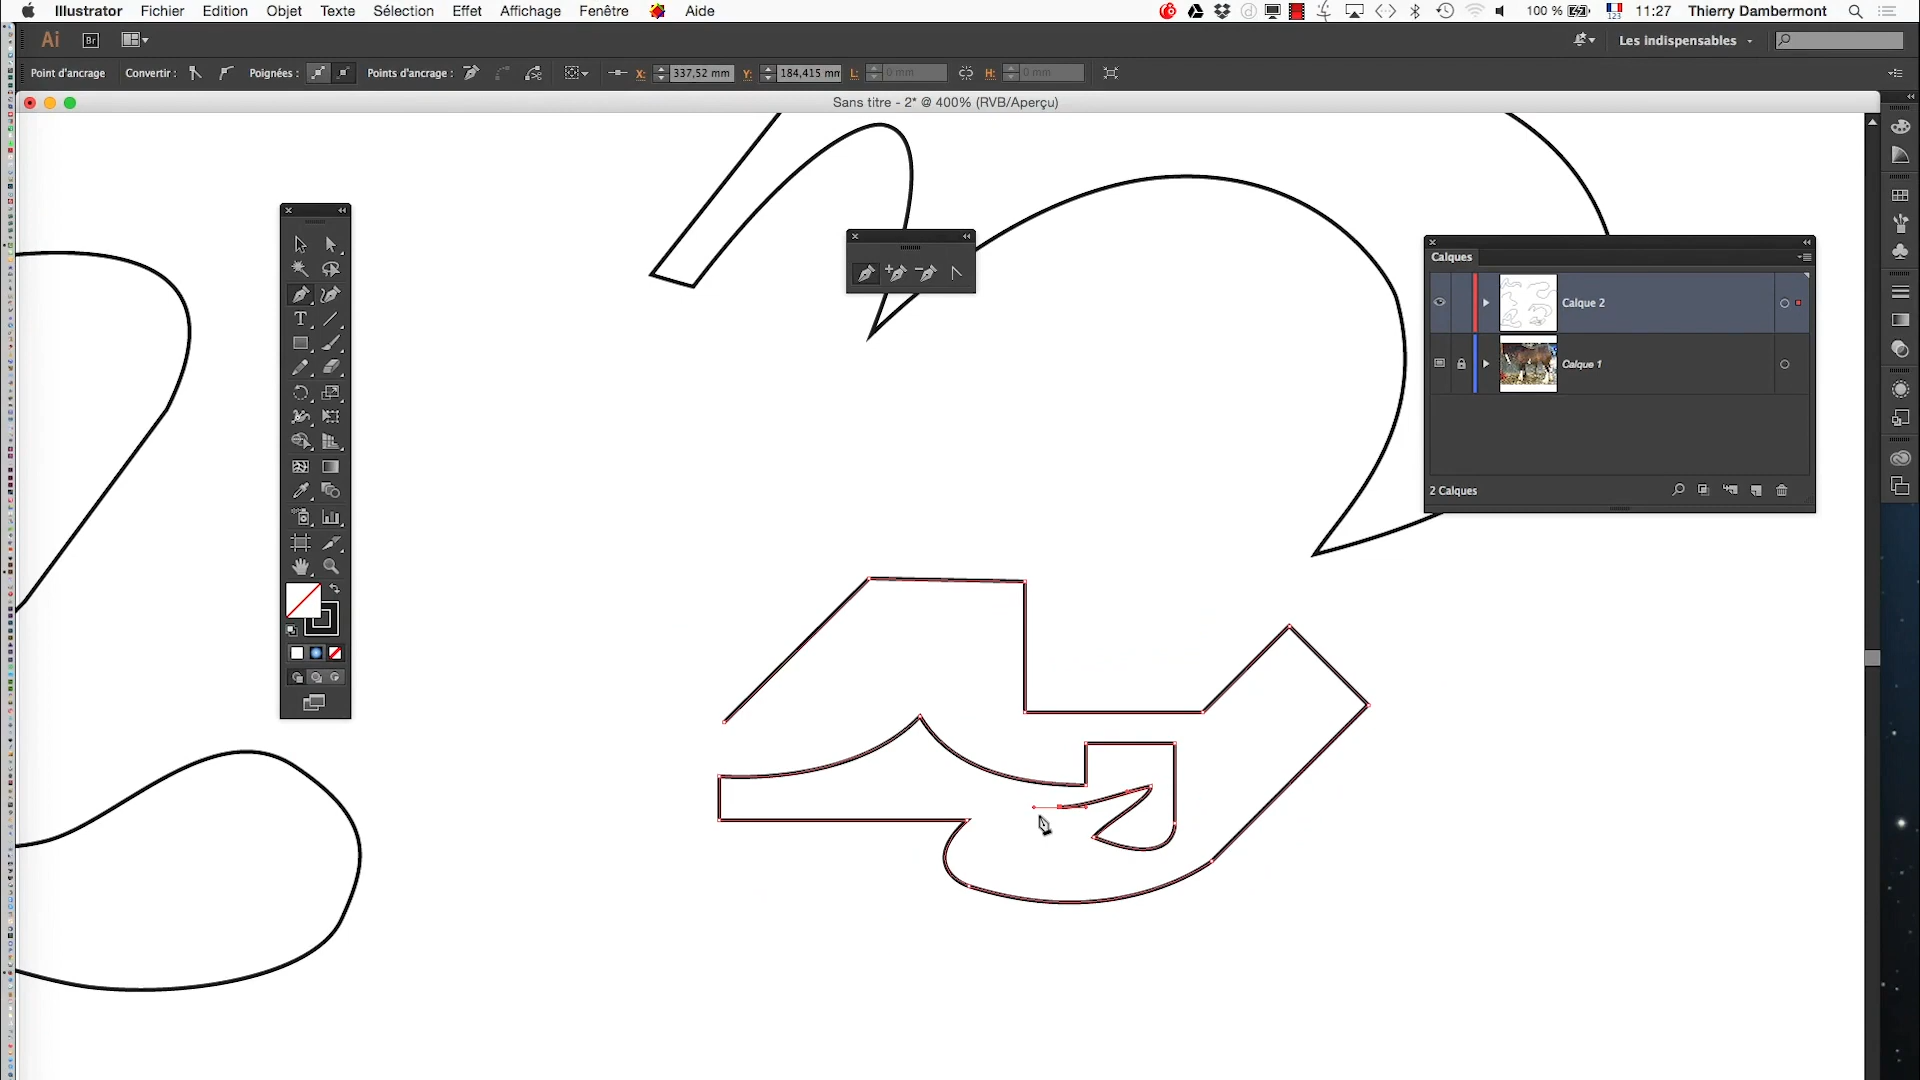 Illustrator Fichier Edition Objet Texte Sélection Effet Affichage Fenêtre Aide 100 % 123 11:27 Thierry Dambermont
Ai Br Les indispensables
Point d'ancrage Convertir : Poignées : Points d'ancrage : X: 337,52 mm Y: 184,415 mm L: 0 mm H: 0 mm
Sans titre - 2* @ 400% (RVB/Aperçu)
Calques
Calque 2
Calque 1
2 Calques
T